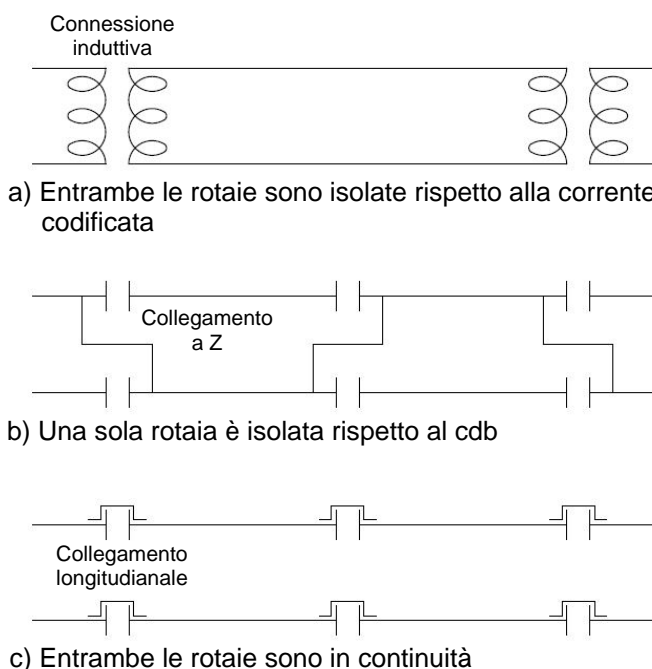 Connessione
induttiva
a) Entrambe le rotaie sono isolate rispetto alla corrente
codificata
Collegamento
a Z
b) Una sola rotaia è isolata rispetto al cdb
Collegamento
longitudianale
c) Entrambe le rotaie sono in continuità